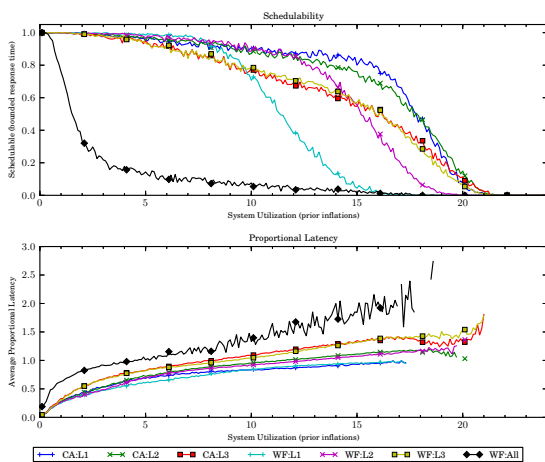 Schedulability
Schedulable (bounded response time)
1.0
0.8
0.6
0.4
0.2
0.0
0 5 10 15 20
System Utilization (prior inflations)
Proportional Latency
Average Proportional Latency
3.0
2.5
2.0
1.5
1.0
0.5
0.0
0 5 10 15 20
System Utilization (prior inflations)
CA:L1 CA:L2 CA:L3 WF:L1 WF:L2 WF:L3 WF:All